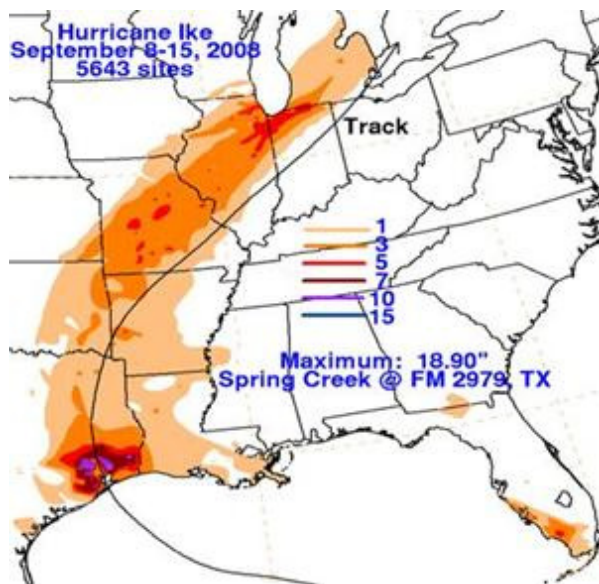 Hurricane Ike
September 8-15, 2008
5643 sites
Track
1
3
5
7
10
15
Maximum: 18.90"
Spring Creek @ FM 2979, TX